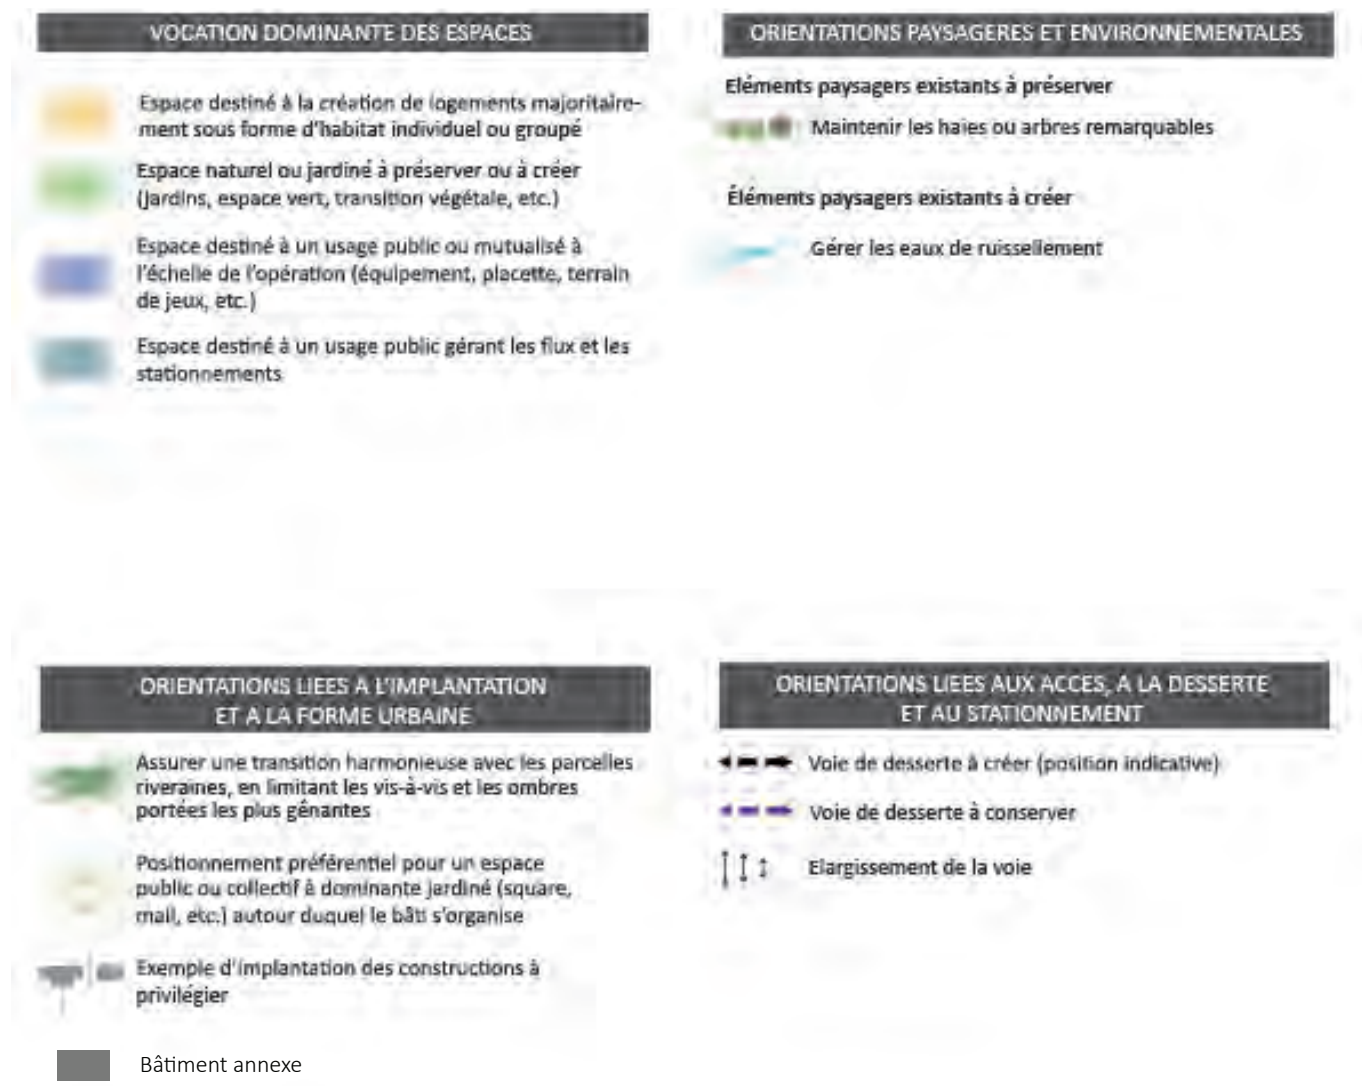 VOCATION DOMINANTE DES ESPACES
Espace destiné à la création de logements majoritaire-
ment sous forme d'habitat individuel ou groupé
Espace naturel ou jardiné à préserver ou à créer
(jardins, espace vert, transition végétale, etc.)
Espace destiné à un usage public ou mutualisé à
l'échelle de l'opération (équipement, placette, terrain
de jeux, etc.)
Espace destiné à un usage public gérant les flux et les
stationnements
ORIENTATIONS PAYSAGERES ET ENVIRONNEMENTALES
Eléments paysagers existants à préserver
Maintenir les haies ou arbres remarquables
Éléments paysagers existants à créer
Gérer les eaux de ruissellement
ORIENTATIONS LIEES A L'IMPLANTATION
ET A LA FORME URBAINE
Assurer une transition harmonieuse avec les parcelles
riveraines, en limitant les vis-à-vis et les ombres
portées les plus gênantes
Positionnement préférentiel pour un espace
public ou collectif à dominante jardiné (square,
mail, etc.) autour duquel le bâti s'organise
Exemple d'implantation des constructions à
privilégier
Bâtiment annexe
ORIENTATIONS LIEES AUX ACCES, A LA DESSERTE
ET AU STATIONNEMENT
Voie de desserte à créer (position indicative)
Voie de desserte à conserver
Elargissement de la voie